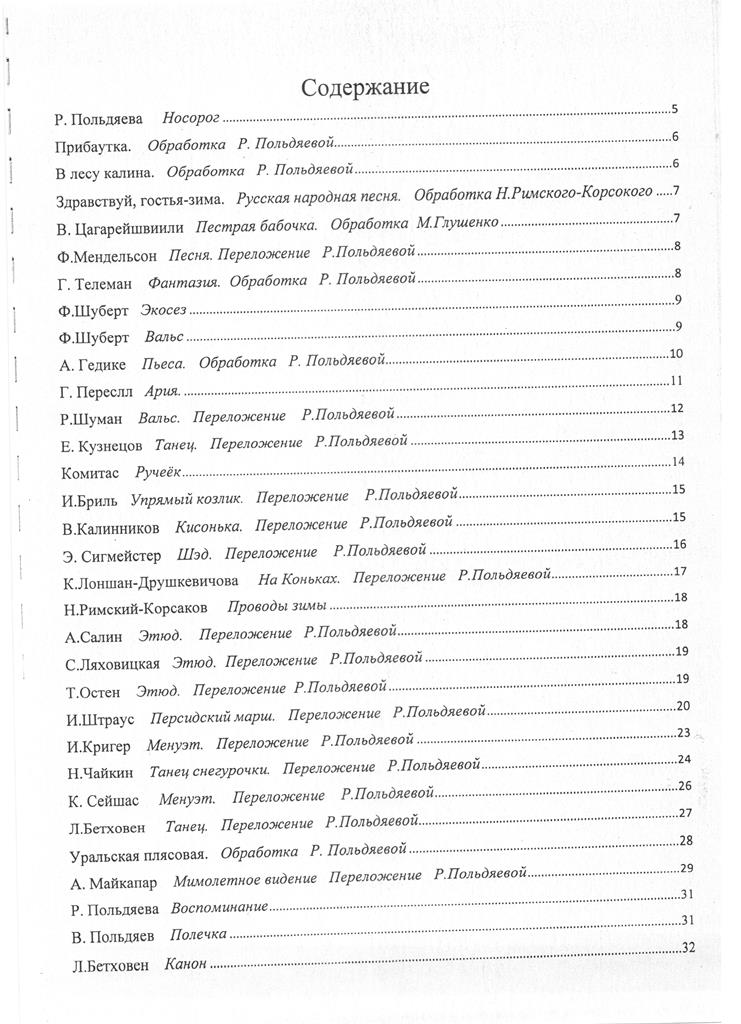 Содержание
Р. Польдяева Носорог ..... 5
Прибаутка. Обработка Р. Польдяевой ..... 6
В лесу калина. Обработка Р. Польдяевой ..... 6
Здравствуй, гостья-зима. Русская народная песня. Обработка Н.Римского-Корсокого ..... 7
В. Цагарейшвиили Пестрая бабочка. Обработка М.Глушенко ..... 7
Ф.Мендельсон Песня. Переложение Р.Польдяевой ..... 8
Г. Телеман Фантазия. Обработка Р. Польдяевой ..... 8
Ф.Шуберт Экосез ..... 9
Ф.Шуберт Вальс ..... 9
А. Гедике Пьеса. Обработка Р. Польдяевой ..... 10
Г. Переслл Ария. ..... 11
Р.Шуман Вальс. Переложение Р.Польдяевой ..... 12
Е. Кузнецов Танец. Переложение Р.Польдяевой ..... 13
Комитас Ручеёк ..... 14
И.Бриль Упрямый козлик. Переложение Р.Польдяевой ..... 15
В.Калинников Кисонька. Переложение Р.Польдяевой ..... 15
Э. Сигмейстер Шэд. Переложение Р.Польдяевой ..... 16
К.Лоншан-Друшкевичова На Коньках. Переложение Р.Польдяевой ..... 17
Н.Римский-Корсаков Проводы зимы ..... 18
А.Салин Этюд. Переложение Р.Польдяевой ..... 18
С.Ляховицкая Этюд. Переложение Р.Польдяевой ..... 19
Т.Остен Этюд. Переложение Р.Польдяевой ..... 19
И.Штраус Персидский марш. Переложение Р.Польдяевой ..... 20
И.Кригер Менуэт. Переложение Р.Польдяевой ..... 23
Н.Чайкин Танец снегурочки. Переложение Р.Польдяевой ..... 24
К. Сейшас Менуэт. Переложение Р.Польдяевой ..... 26
Л.Бетховен Танец. Переложение Р.Польдяевой ..... 27
Уральская плясовая. Обработка Р. Польдяевой ..... 28
А. Майкапар Мимолетное видение Переложение Р.Польдяевой ..... 29
Р. Польдяева Воспоминание ..... 31
В. Польдяев Полечка ..... 31
Л.Бетховен Канон ..... 32